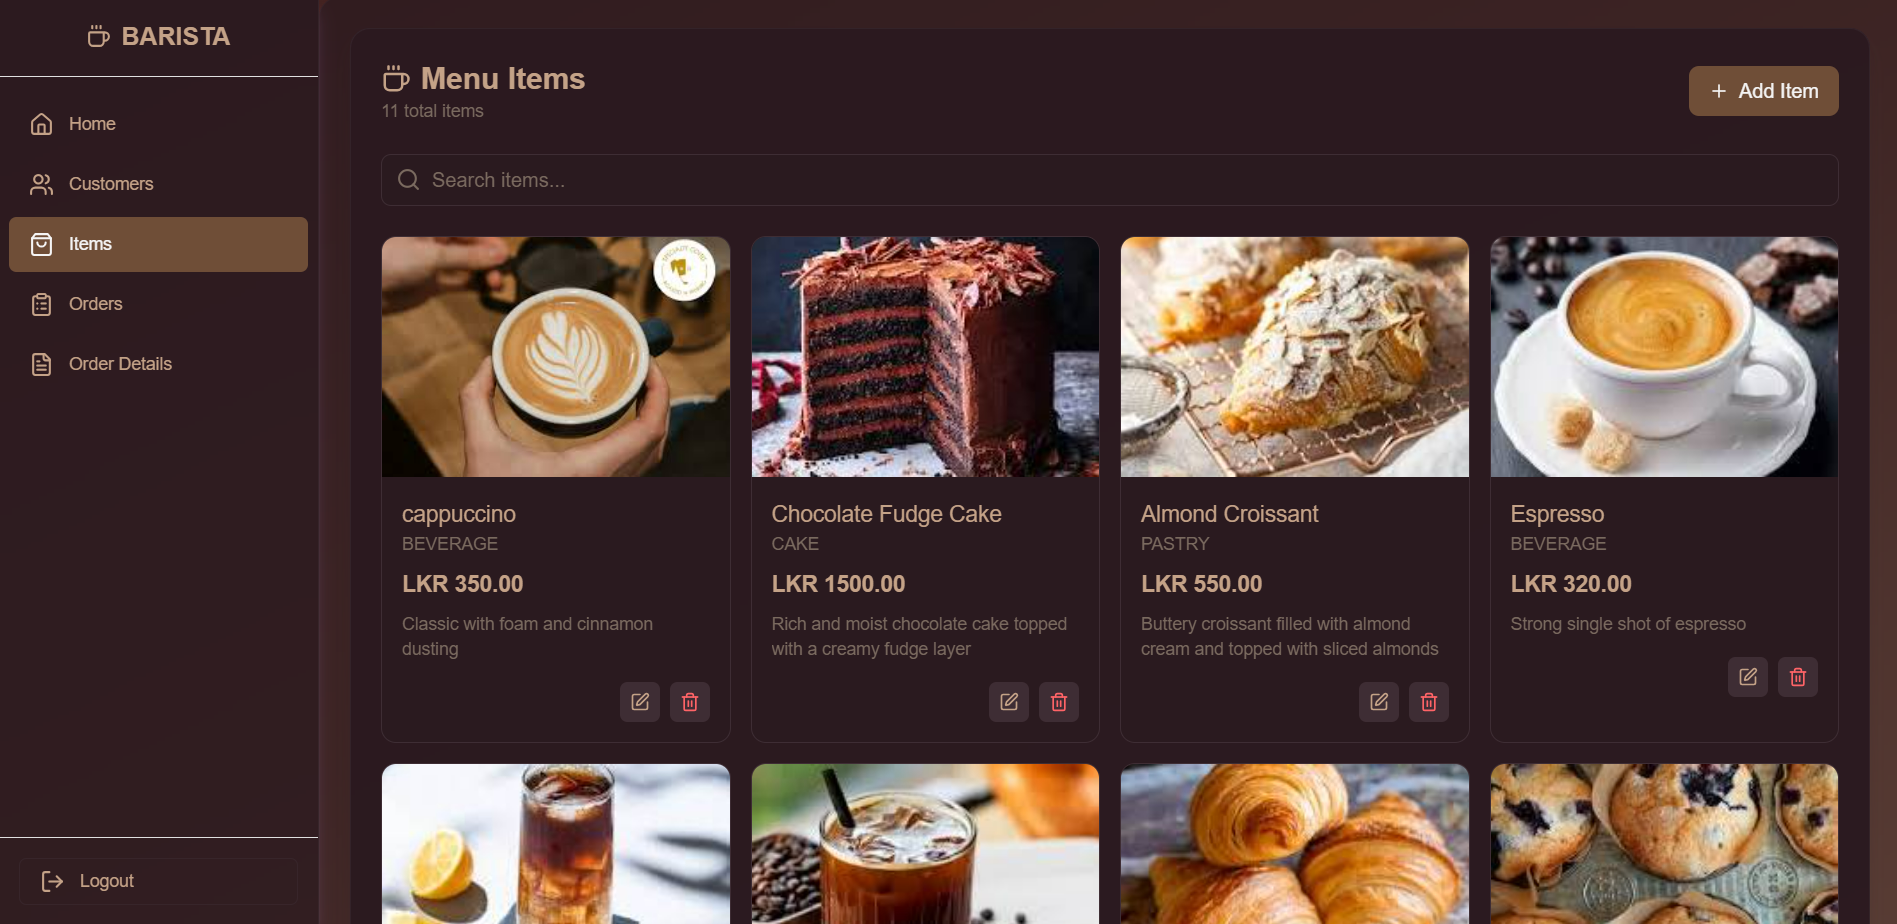 BARISTA
Home
Customers
Items
Orders
Order Details
Logout
Menu Items
11 total items
Add Item
Search items...
cappuccino
BEVERAGE
LKR 350.00
Classic with foam and cinnamon
dusting
Chocolate Fudge Cake
CAKE
LKR 1500.00
Rich and moist chocolate cake topped
with a creamy fudge layer
Almond Croissant
PASTRY
LKR 550.00
Buttery croissant filled with almond
cream and topped with sliced almonds
Espresso
BEVERAGE
LKR 320.00
Strong single shot of espresso